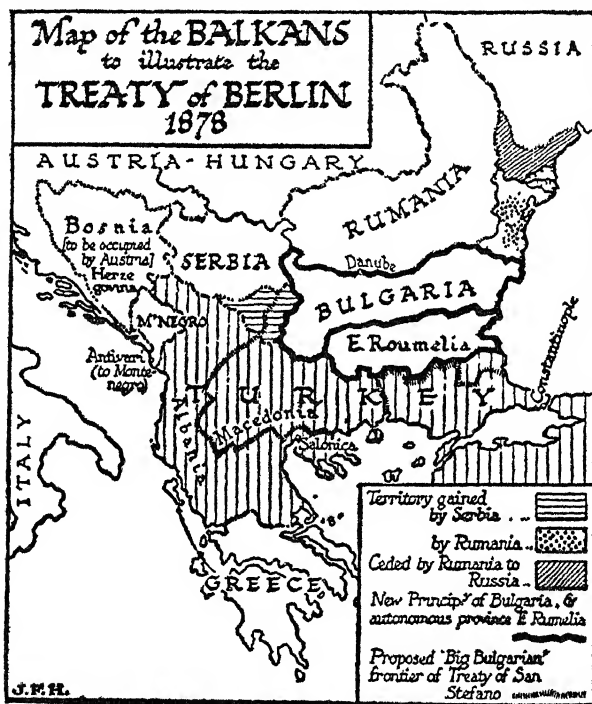 Map of the BALKANS
to illustrate the
TREATY of BERLIN
1878
RUSSIA
AUSTRIA-HUNGARY
RUMANIA
Bosnia
[to be occupied
by Austria]
Herze
govina
SERBIA
Danube
BULGARIA
Mº NEGRO
E. Roumelia
Constantinople
Antivari
(to Monte-
negro)
TURKEY
Albania
Macedonia
Salonica
ITALY
GREECE
Territory gained
by Serbia . ..
by Rumania ..
Ceded by Rumania to
Russia ..
New Principy of Bulgaria, &
autonomous province E. Rumelia
Proposed "Big Bulgarian"
frontier of Treaty of San
Stefano
J.F.H.